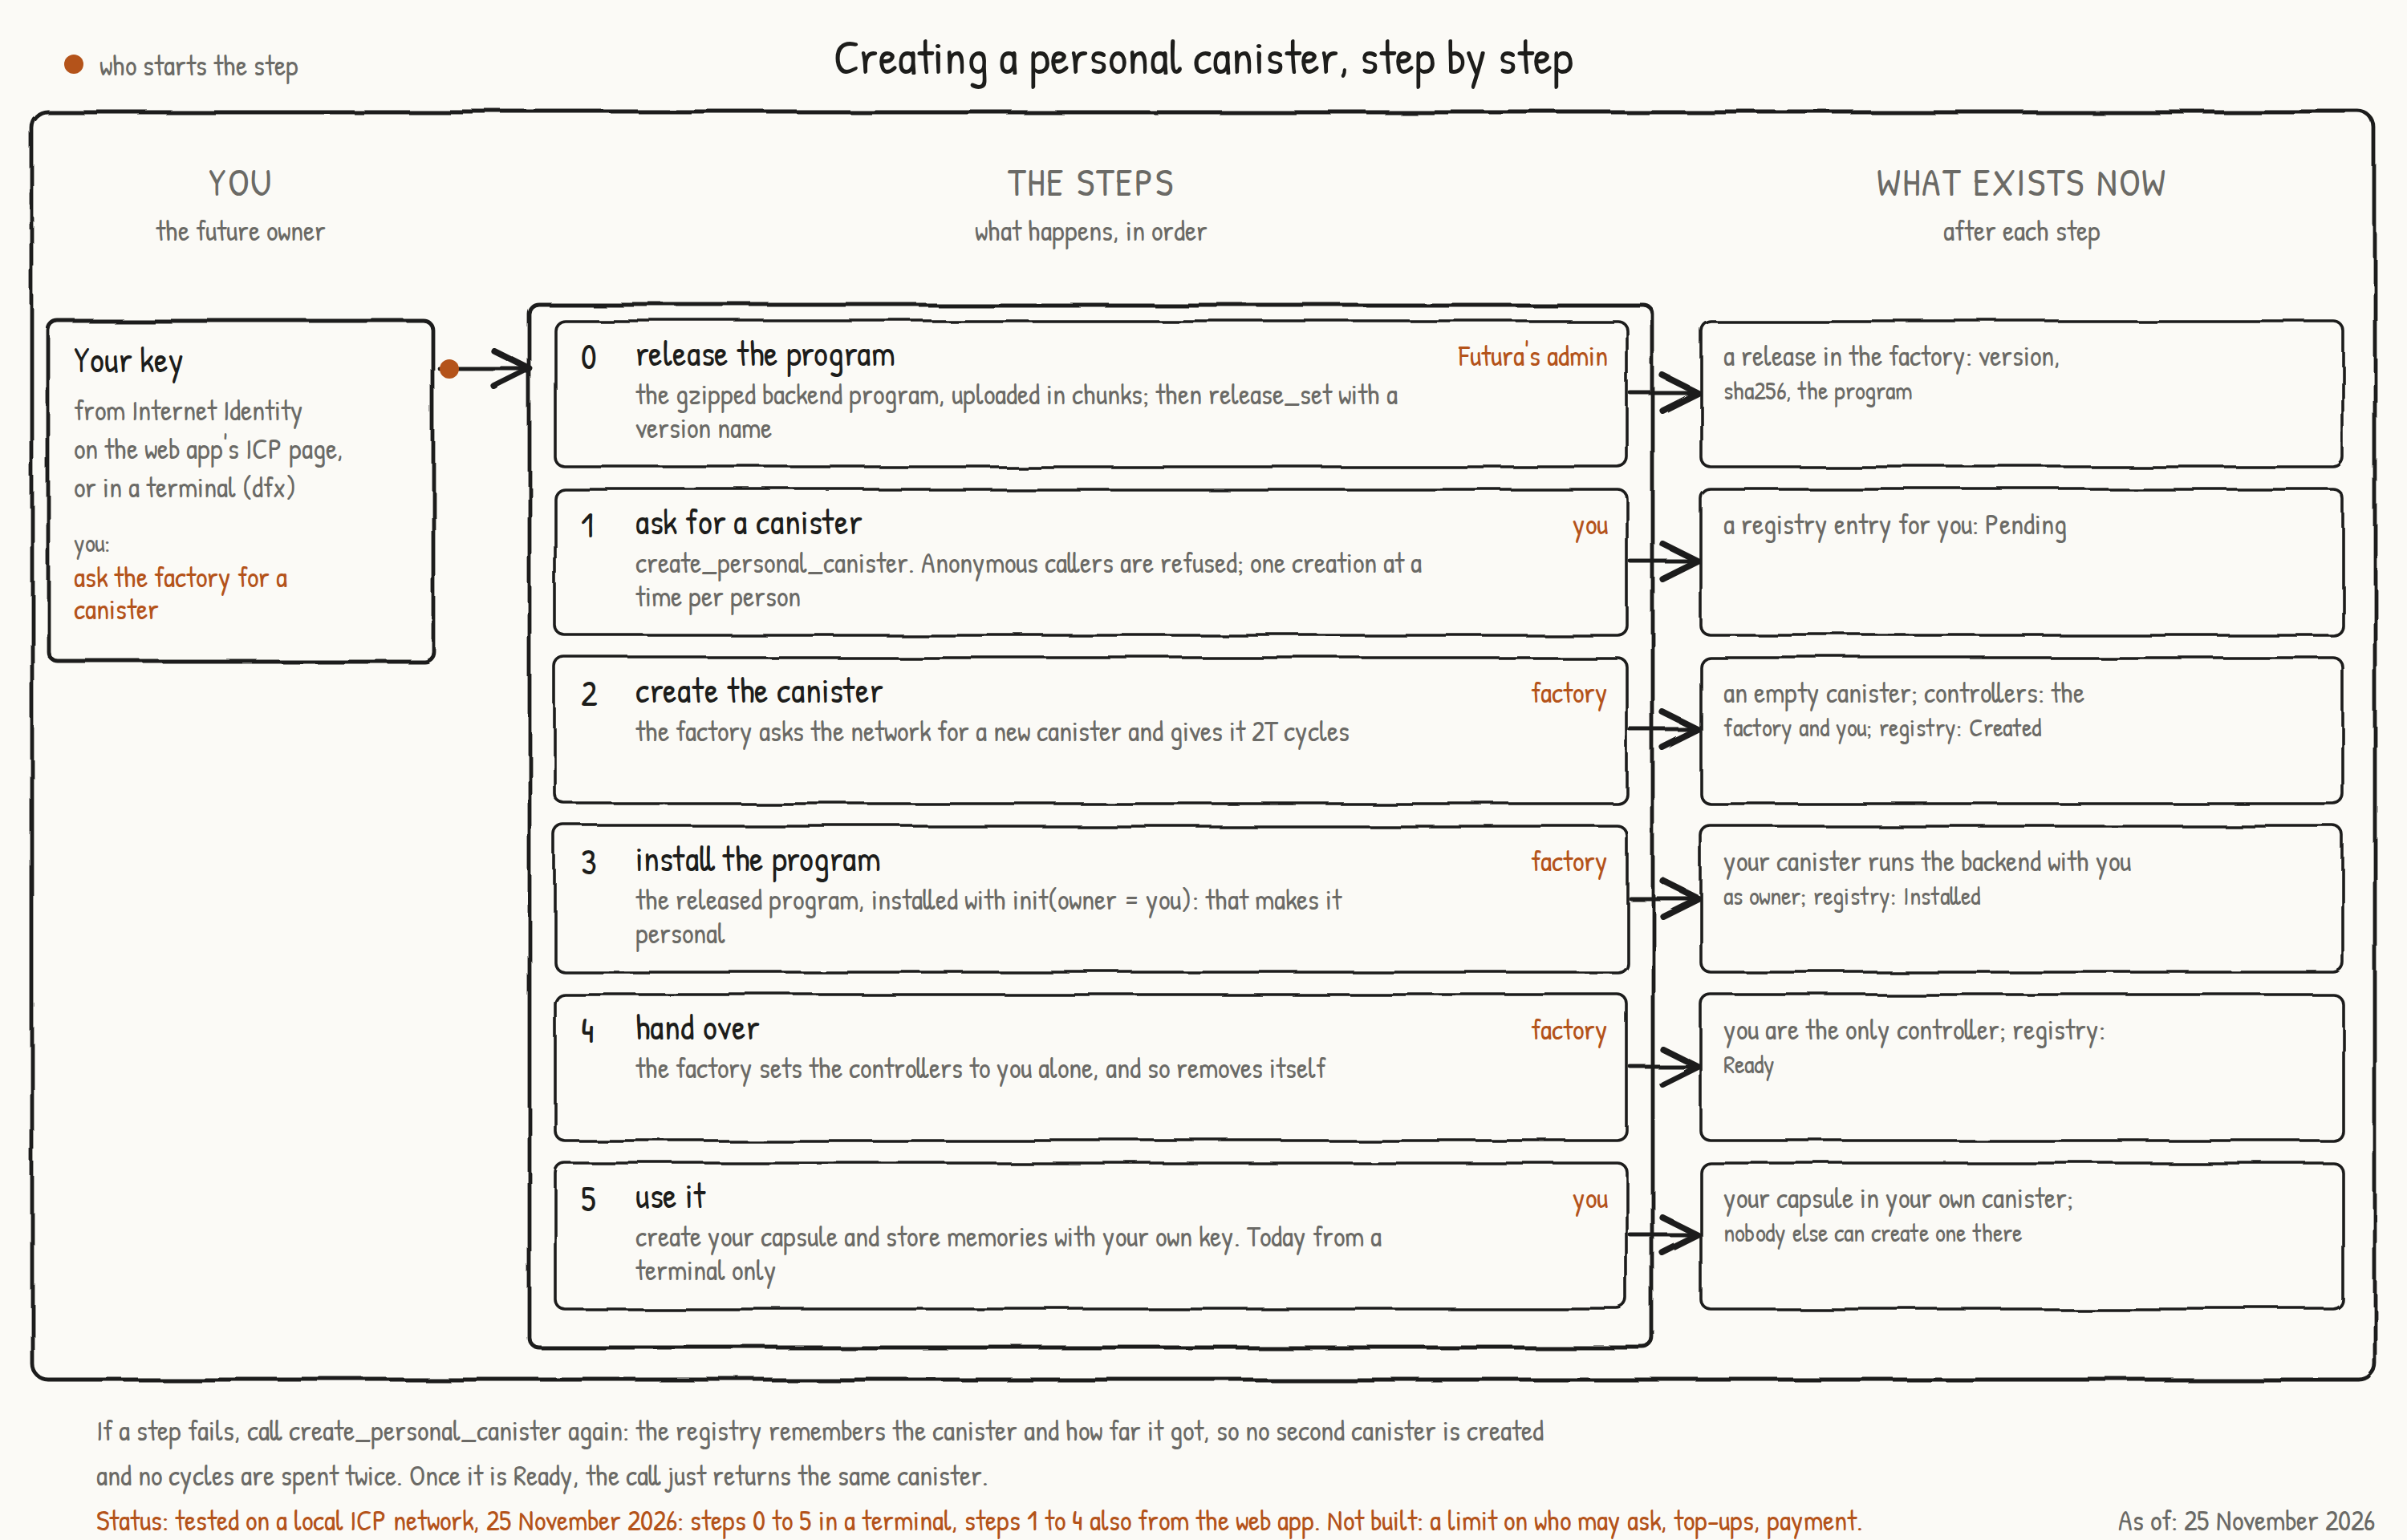 who starts the step
Creating a personal canister, step by step
YOU
the future owner
THE STEPS
what happens, in order
WHAT EXISTS NOW
after each step
Your key
from Internet Identity
on the web app's ICP page,
or in a terminal (dfx)
you:
ask the factory for a
canister
0
release the program
Futura's admin
the gzipped backend program, uploaded in chunks; then release_set with a
version name
a release in the factory: version,
sha256, the program
1
ask for a canister
you
create_personal_canister. Anonymous callers are refused; one creation at a
time per person
a registry entry for you: Pending
2
create the canister
factory
the factory asks the network for a new canister and gives it 2T cycles
an empty canister; controllers: the
factory and you; registry: Created
3
install the program
factory
the released program, installed with init(owner = you): that makes it
personal
your canister runs the backend with you
as owner; registry: Installed
4
hand over
factory
the factory sets the controllers to you alone, and so removes itself
you are the only controller; registry:
Ready
5
use it
you
create your capsule and store memories with your own key. Today from a
terminal only
your capsule in your own canister;
nobody else can create one there
If a step fails, call create_personal_canister again: the registry remembers the canister and how far it got, so no second canister is created
and no cycles are spent twice. Once it is Ready, the call just returns the same canister.
Status: tested on a local ICP network, 25 November 2026: steps 0 to 5 in a terminal, steps 1 to 4 also from the web app. Not built: a limit on who may ask, top-ups, payment.
As of: 25 November 2026